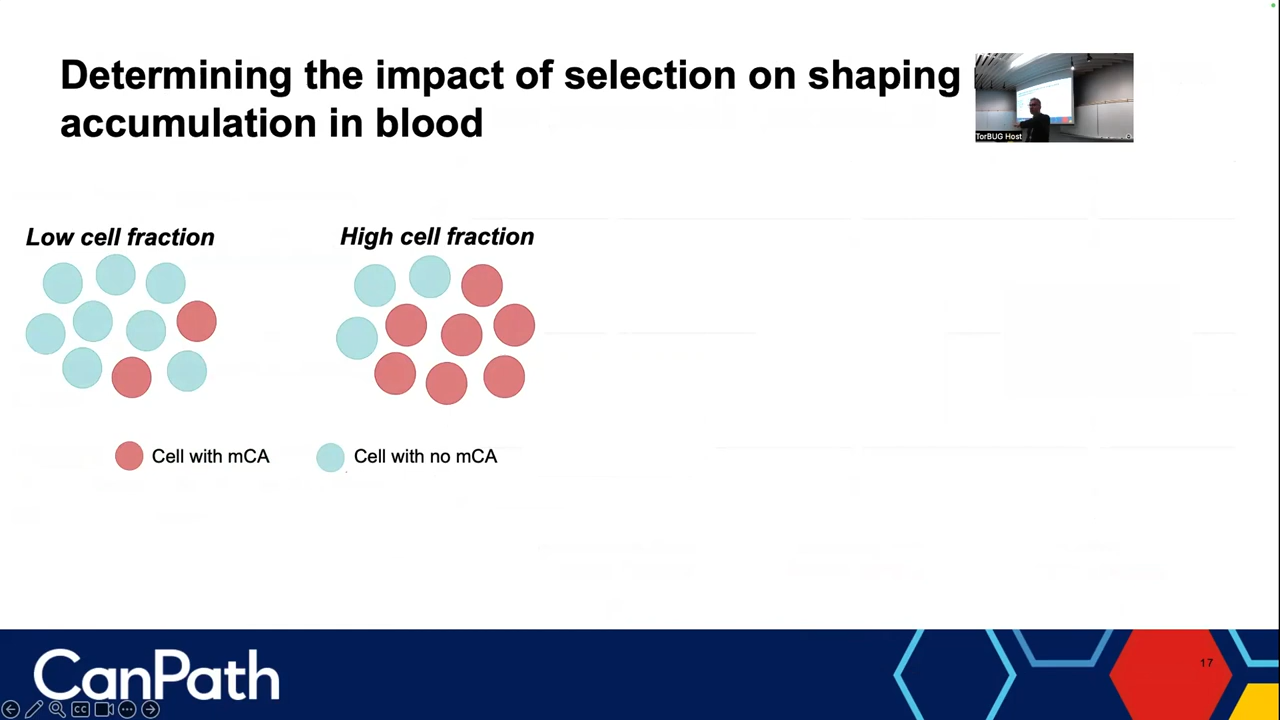 Determining the impact of selection on shaping
accumulation in blood
TorBUG Host
Low cell fraction
High cell fraction
Cell with mCA
Cell with no mCA
17
CanPath
CC